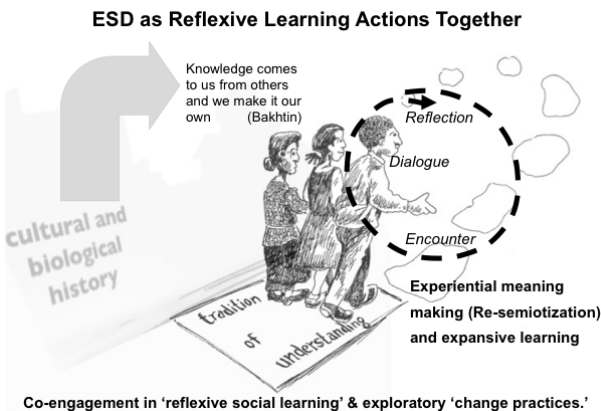 ESD as Reflexive Learning Actions Together
Knowledge comes
to us from others
and we make it our
own (Bakhtin)
Reflection
Dialogue
Encounter
cultural and
biological
history
tradition
of
understanding
Experiential meaning
making (Re-semiotization)
and expansive learning
Co-engagement in ‘reflexive social learning’ & exploratory ‘change practices.’